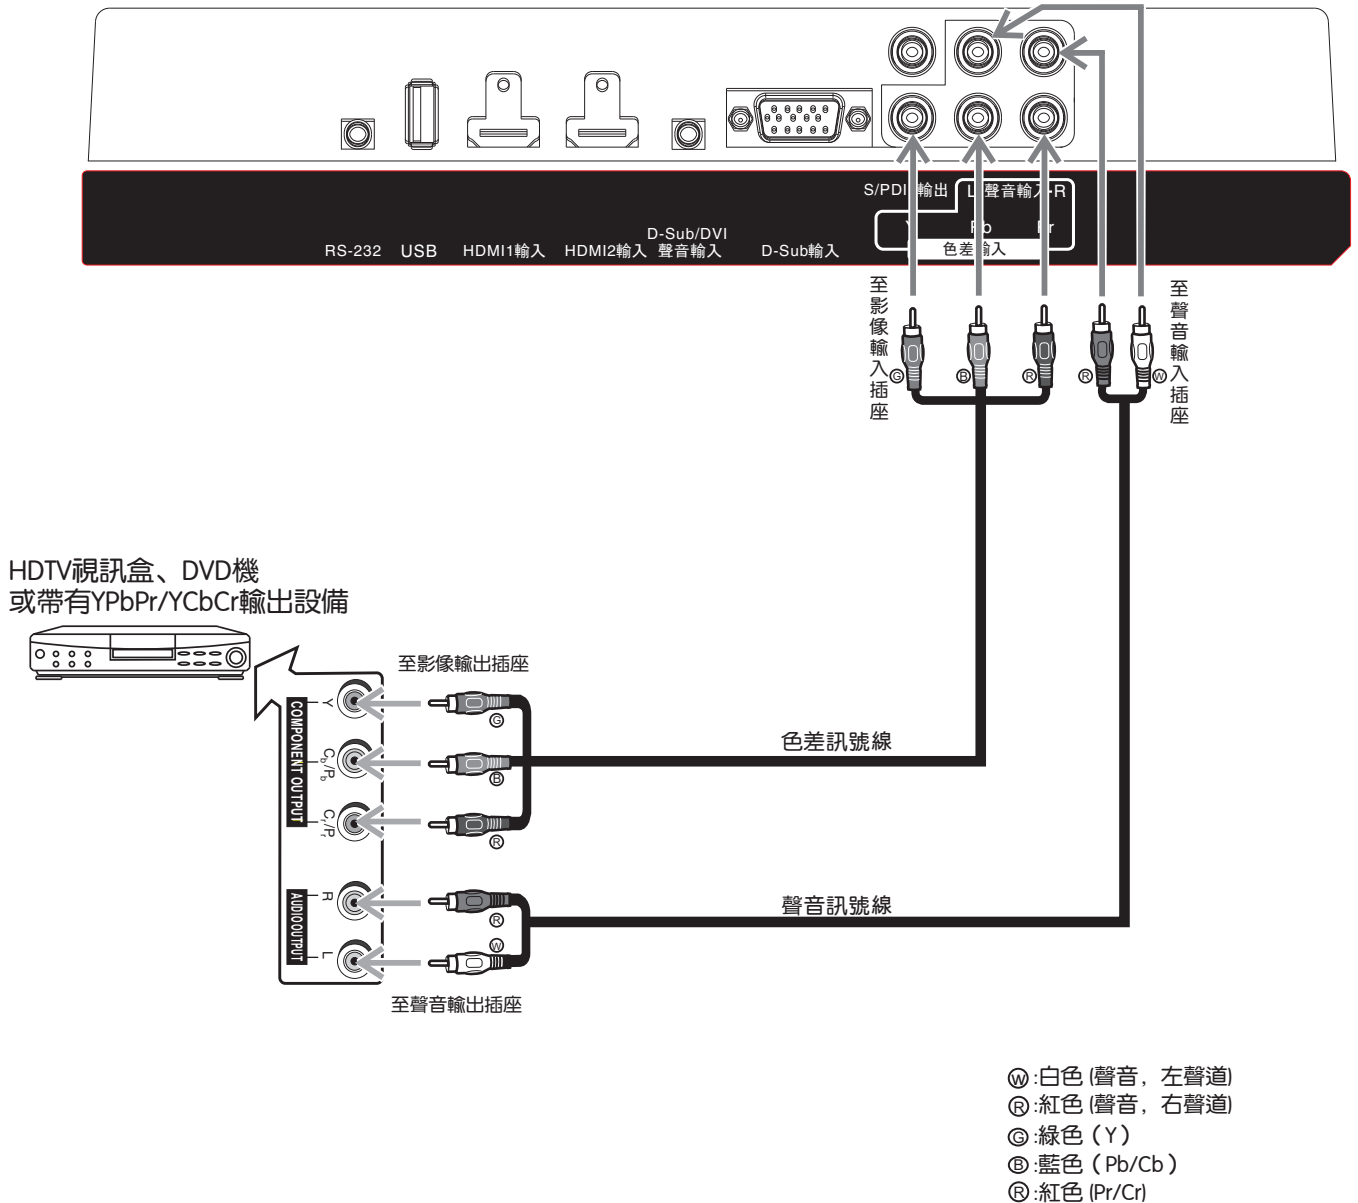 S/PDIF輸出
L-聲音輸入-R
Y
Pb
Pr
色差輸入
RS-232
USB
HDMI1輸入
HDMI2輸入
D-Sub/DVI
聲音輸入
D-Sub輸入
至影像輸入插座
至聲音輸入插座
G
B
R
R
W
HDTV視訊盒、DVD機
或帶有YPbPr/YCbCr輸出設備
至影像輸出插座
COMPONENT OUTPUT
Y
Cb/Pb
Cr/Pr
G
B
R
色差訊號線
AUDIO OUTPUT
R
L
R
W
聲音訊號線
至聲音輸出插座
W:白色 (聲音，左聲道)
R:紅色 (聲音，右聲道)
G:綠色（Y）
B:藍色（Pb/Cb）
R:紅色 (Pr/Cr)